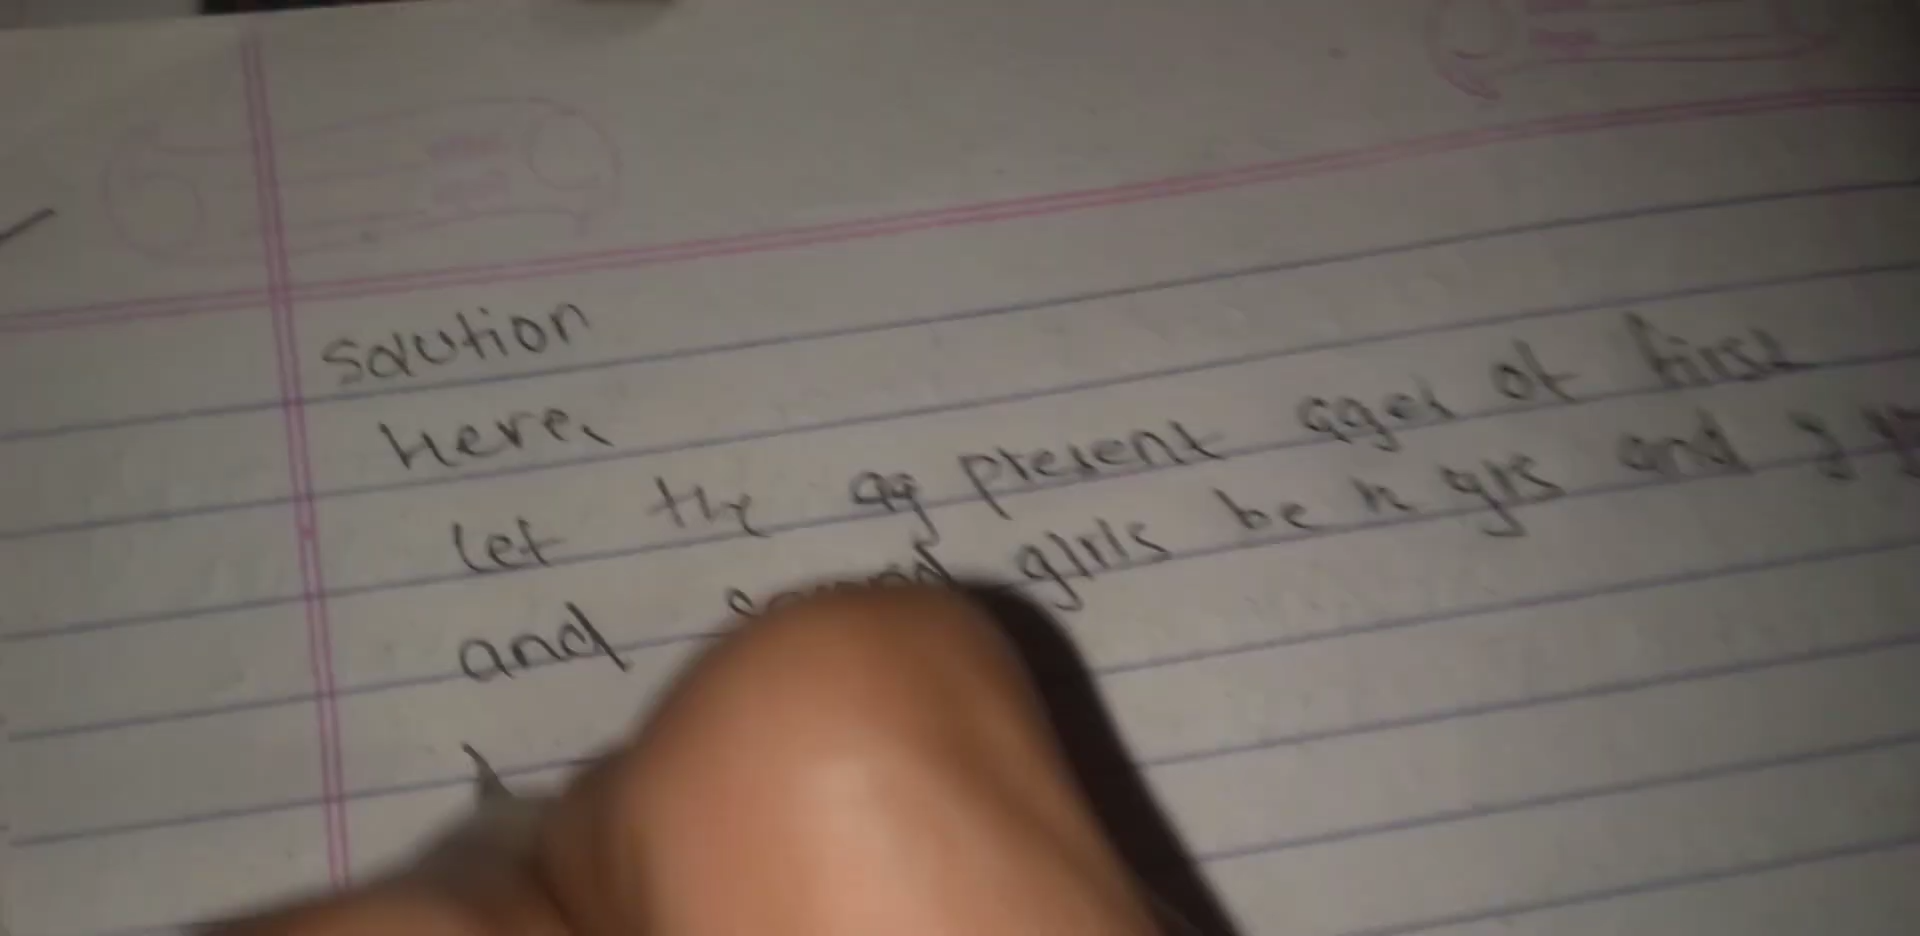 Solution
Here,
Let the ag present ages of first
and girls be x yrs and y